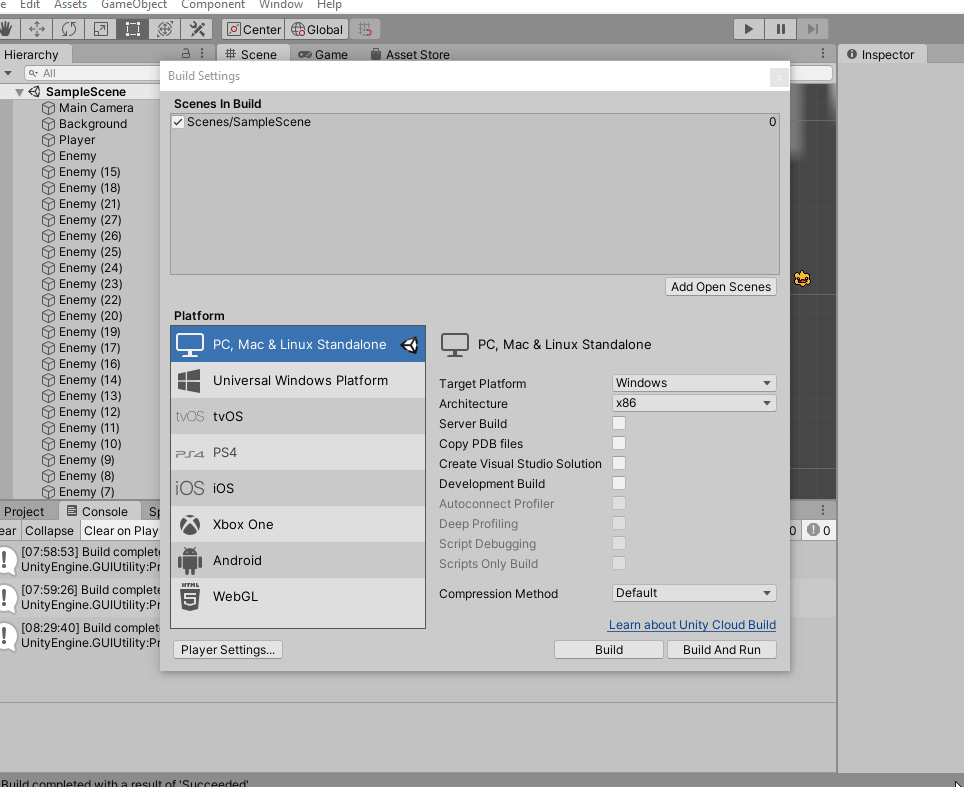 e Edit Assets GameObject Component Window Help
Center Global
Hierarchy Scene Game Asset Store Inspector
All
SampleScene
Main Camera
Background
Player
Enemy
Enemy (15)
Enemy (18)
Enemy (21)
Enemy (27)
Enemy (26)
Enemy (25)
Enemy (24)
Enemy (23)
Enemy (22)
Enemy (20)
Enemy (19)
Enemy (17)
Enemy (16)
Enemy (14)
Enemy (13)
Enemy (12)
Enemy (11)
Enemy (10)
Enemy (9)
Enemy (8)
Enemy (7)
Build Settings
Scenes In Build
Scenes/SampleScene 0
Add Open Scenes
Platform
PC, Mac & Linux Standalone
Universal Windows Platform
tvOS tvOS
PS4 PS4
iOS iOS
Xbox One
Android
HTML 5 WebGL
Player Settings...
PC, Mac & Linux Standalone
Target Platform Windows
Architecture x86
Server Build
Copy PDB files
Create Visual Studio Solution
Development Build
Autoconnect Profiler
Deep Profiling
Script Debugging
Scripts Only Build
Compression Method Default
Learn about Unity Cloud Build
Build Build And Run
Project Console Sp
ear Collapse Clear on Play 0 0
[07:58:53] Build complete
UnityEngine.GUIUtility:Pr
[07:59:26] Build complete
UnityEngine.GUIUtility:Pr
[08:29:40] Build complet
UnityEngine.GUIUtility:Pr
Build completed with a result of 'Succeeded'